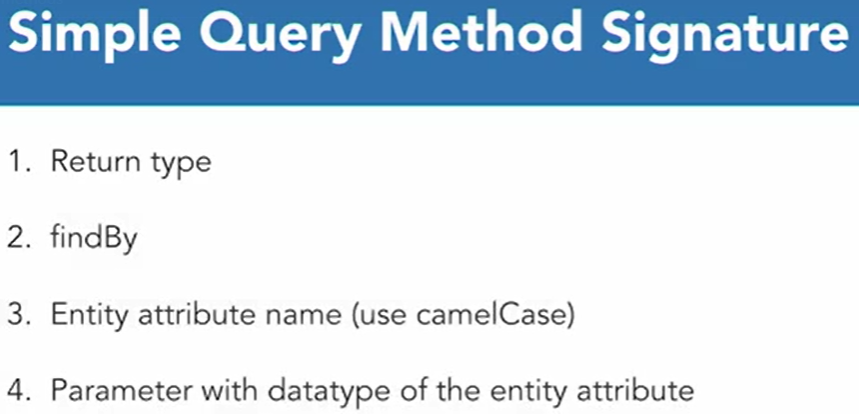 Simple Query Method Signature
1. Return type
2. findBy
3. Entity attribute name (use camelCase)
4. Parameter with datatype of the entity attribute